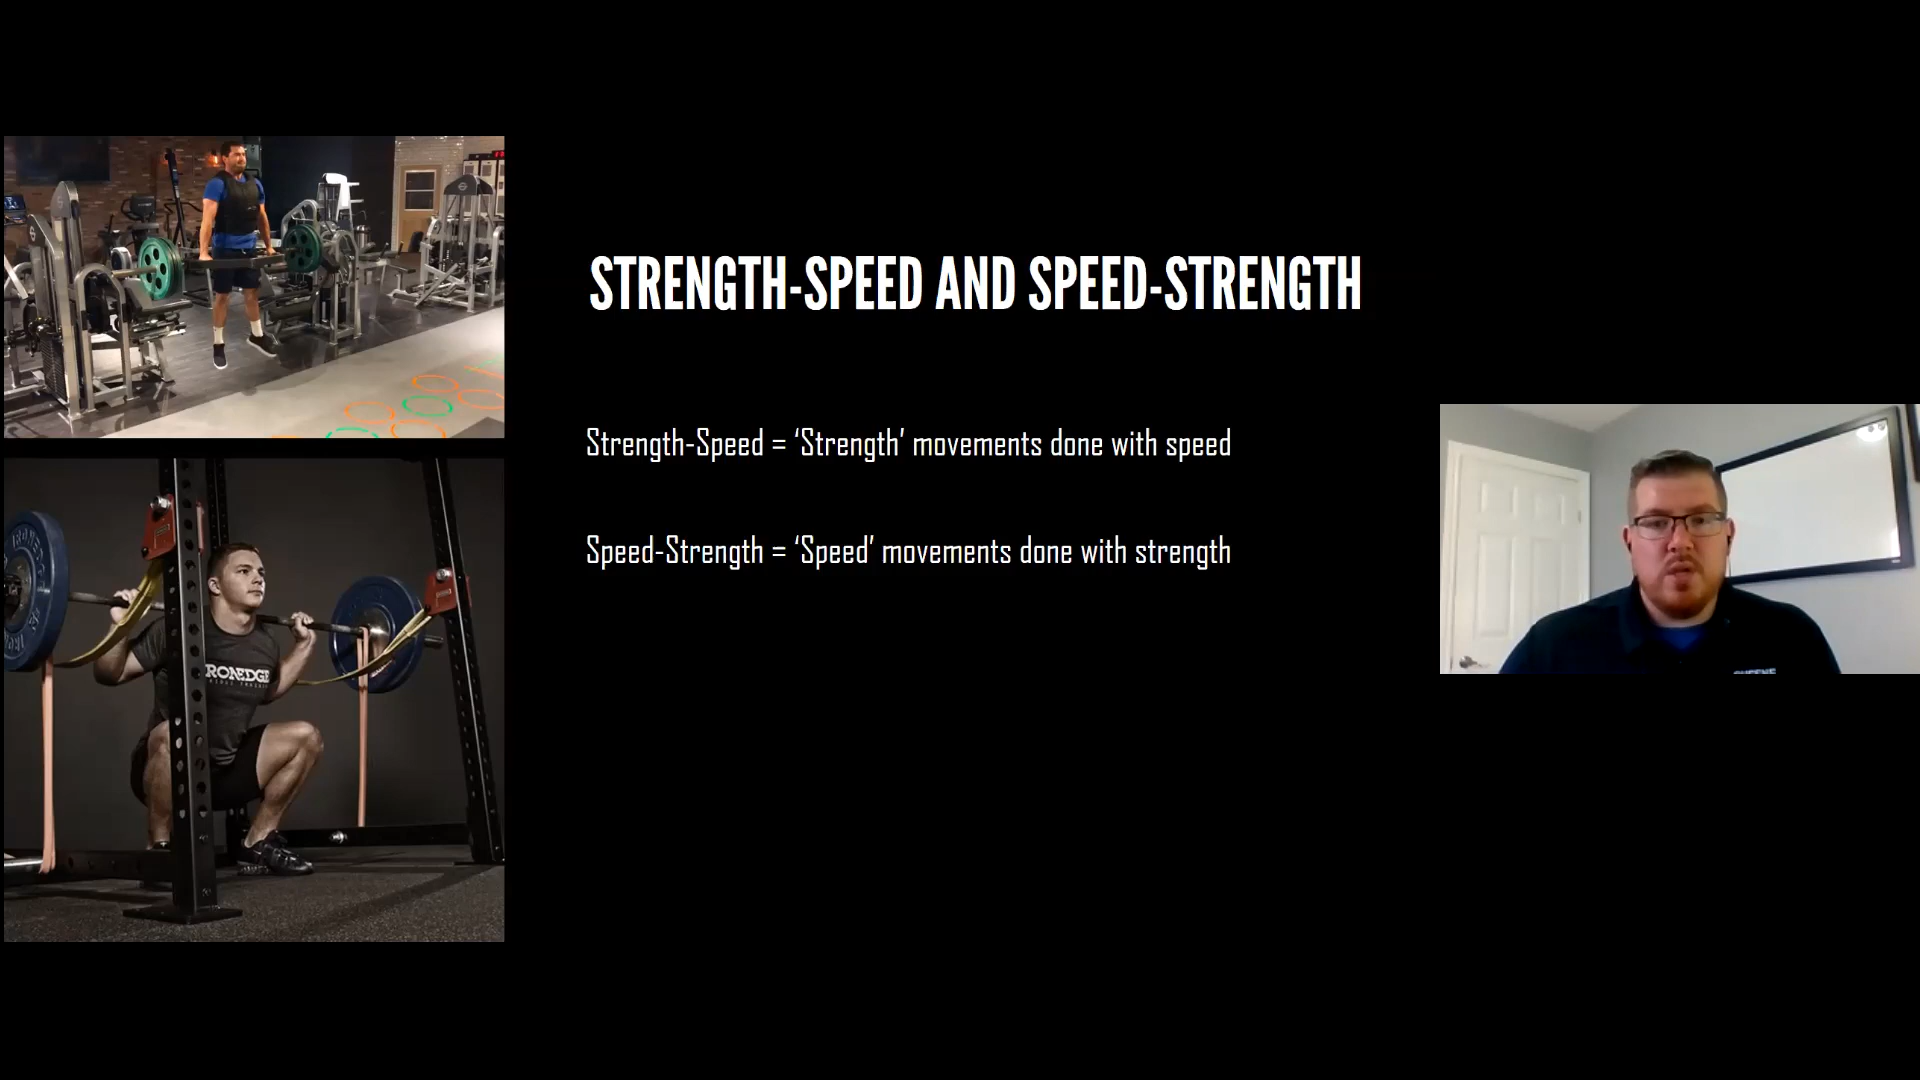 STRENGTH-SPEED AND SPEED-STRENGTH
Strength-Speed = ‘Strength’ movements done with speed
Speed-Strength = ‘Speed’ movements done with strength
RONEDGE